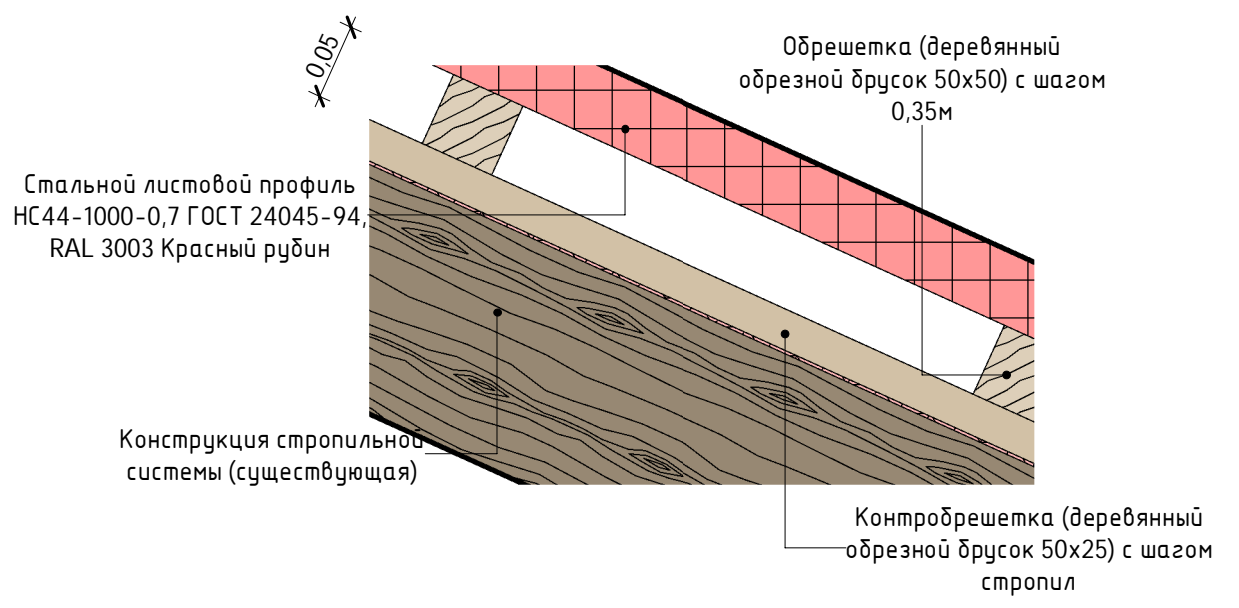 0,05
Обрешетка (деревянный
обрезной брусок 50х50) с шагом
0,35м
Стальной листовой профиль
НС44-1000-0,7 ГОСТ 24045-94,
RAL 3003 Красный рубин
Конструкция стропильной
системы (существующая)
Контробрешетка (деревянный
обрезной брусок 50х25) с шагом
стропил